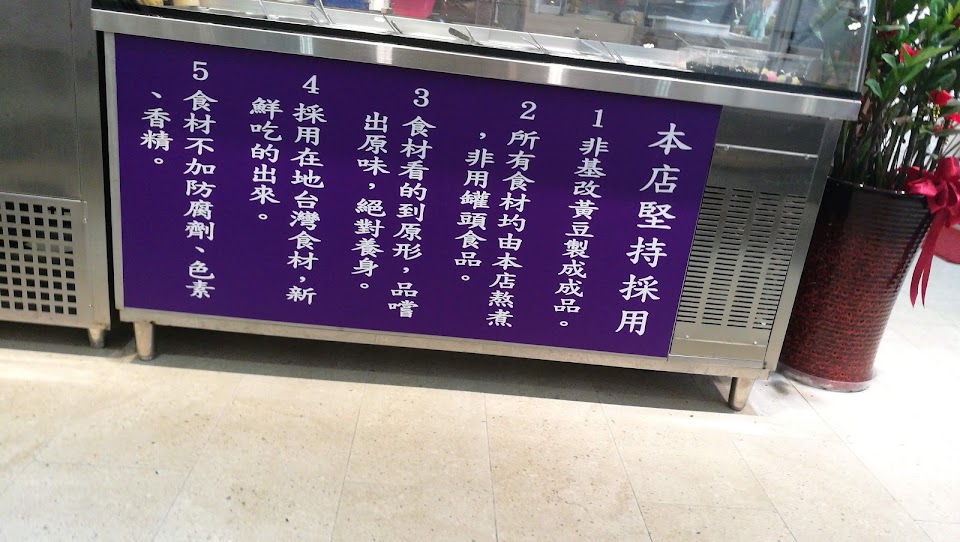 本店堅持採用
1 非基改黃豆製成成品。
2 所有食材均由本店熬煮
，非用罐頭食品。
3 食材看的到原形，品嚐
出原味，絕對養身。
4 採用在地台灣食材，新
鮮吃的出來。
5 食材不加防腐劑、色素
、香精。